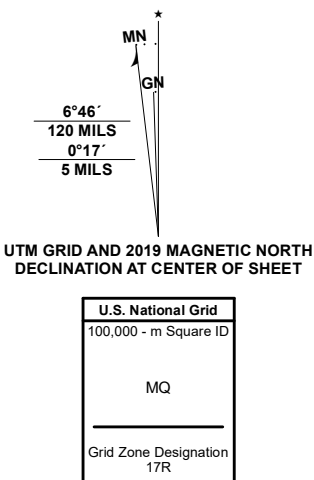 ★
MN
GN
6°46´
120 MILS
0°17´
5 MILS
UTM GRID AND 2019 MAGNETIC NORTH
DECLINATION AT CENTER OF SHEET
U.S. National Grid
100,000 - m Square ID
MQ
Grid Zone Designation
17R